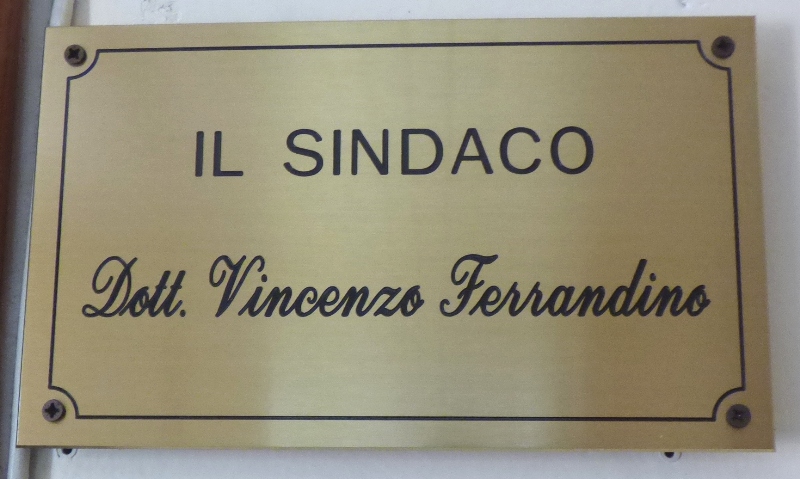 IL SINDACO
Dott. Vincenzo Ferrandino